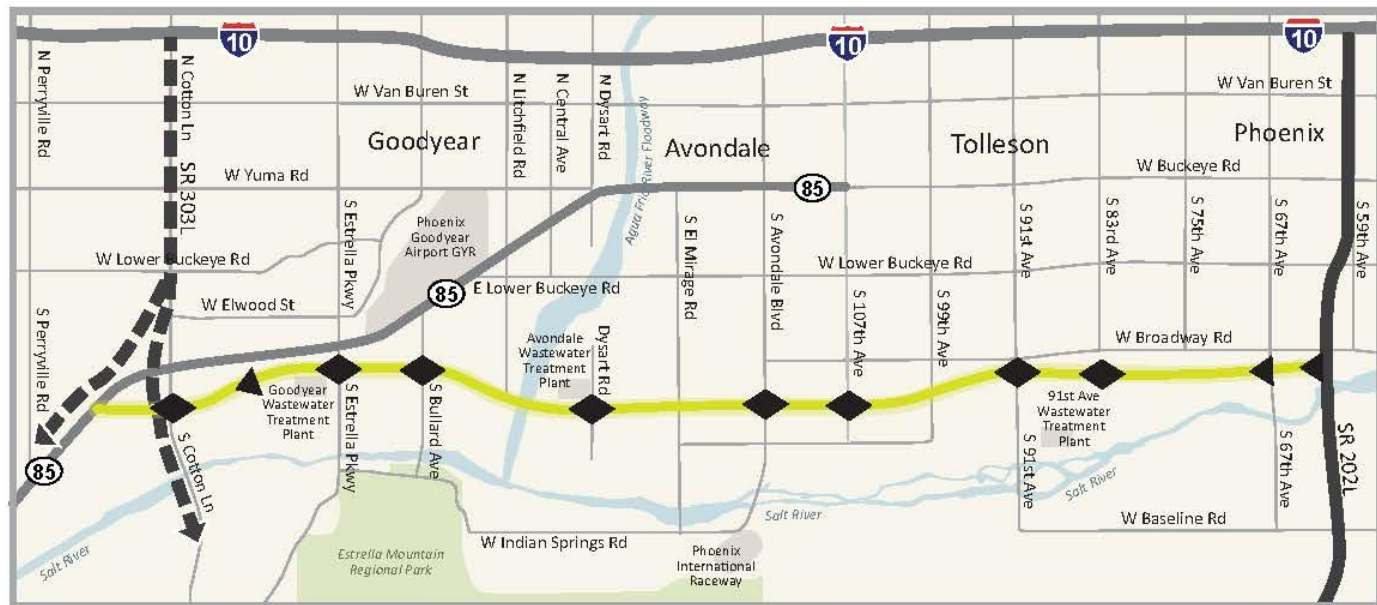 10
10
10
N Perryville Rd
N Cotton Ln
SR 303L
W Van Buren St
N Litchfield Rd
N Central Ave
N Dysart Rd
W Van Buren St
Goodyear
Avondale
Tolleson
Phoenix
Agua Fria River Floodway
W Yuma Rd
85
W Buckeye Rd
S Estrella Pkwy
Phoenix
Goodyear
Airport GYR
S El Mirage Rd
S Avondale Blvd
S 91st Ave
S 83rd Ave
S 75th Ave
S 67th Ave
S 59th Ave
W Lower Buckeye Rd
W Lower Buckeye Rd
85
E Lower Buckeye Rd
W Elwood St
S 107th Ave
S 99th Ave
S Perryville Rd
Avondale
Wastewater
Treatment
Plant
Dysart Rd
W Broadway Rd
Goodyear
Wastewater
Treatment
Plant
S Estrella Pkwy
S Bullard Ave
91st Ave
Wastewater
Treatment
Plant
S Cotton Ln
85
S 91st Ave
S 67th Ave
SR 202L
Salt River
Salt River
Salt River
W Baseline Rd
W Indian Springs Rd
Estrella Mountain
Regional Park
Phoenix
International
Raceway